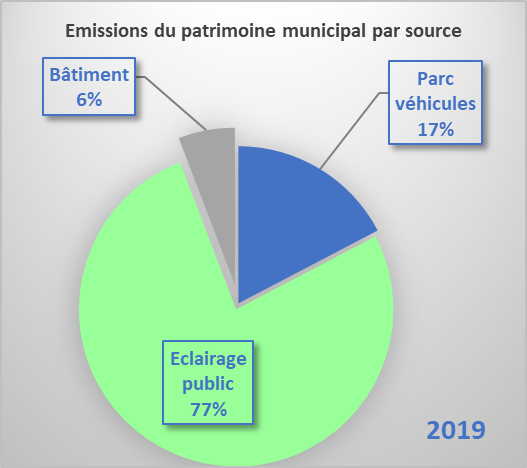 Emissions du patrimoine municipal par source
Bâtiment
6%
Parc
véhicules
17%
Eclairage
public
77%
2019